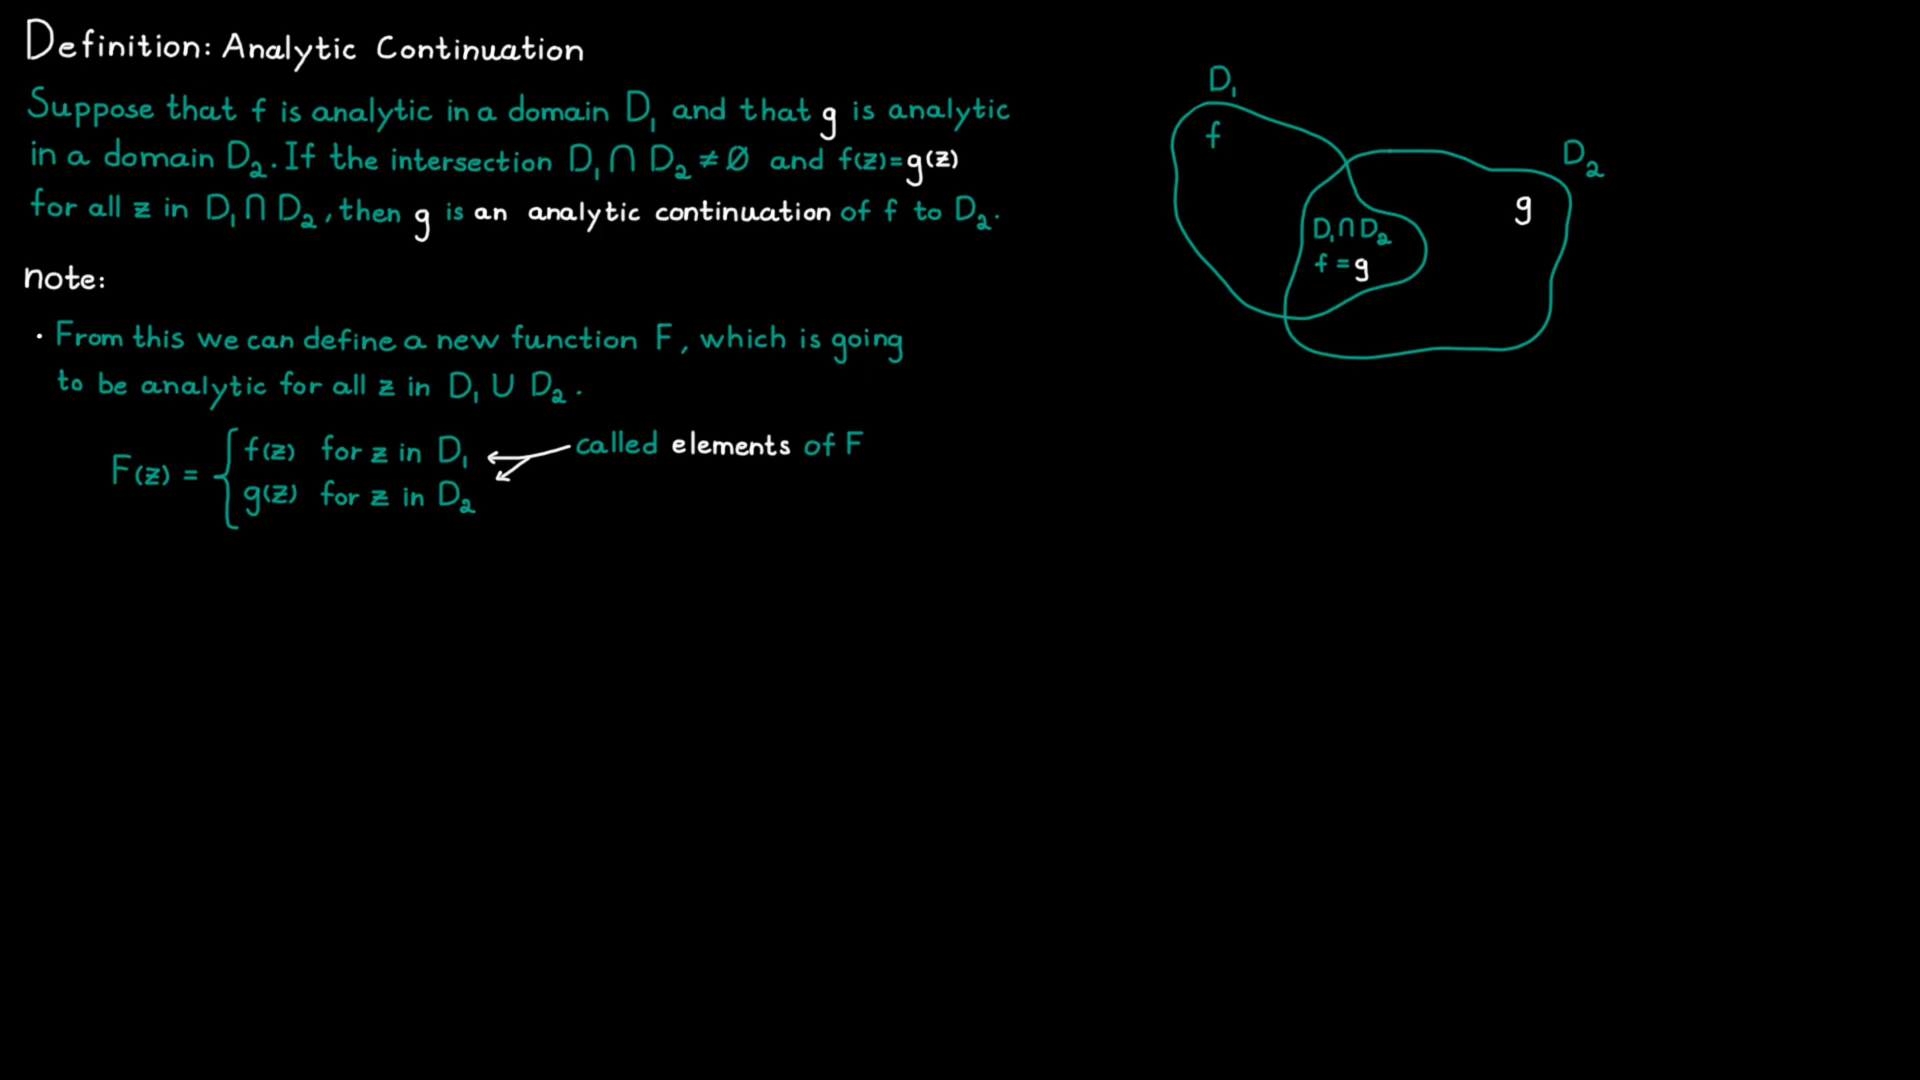 Definition: Analytic Continuation
Suppose that f is analytic in a domain D₁ and that g is analytic
in a domain D₂. If the intersection D₁ ∩ D₂ ≠ Ø and f(z)=g(z)
for all z in D₁ ∩ D₂, then g is an analytic continuation of f to D₂.
note:
· From this we can define a new function F, which is going
to be analytic for all z in D₁ ∪ D₂.
F(z) = { f(z) for z in D₁
g(z) for z in D₂
called elements of F
D₁
f
D₂
g
D₁∩D₂
f = g